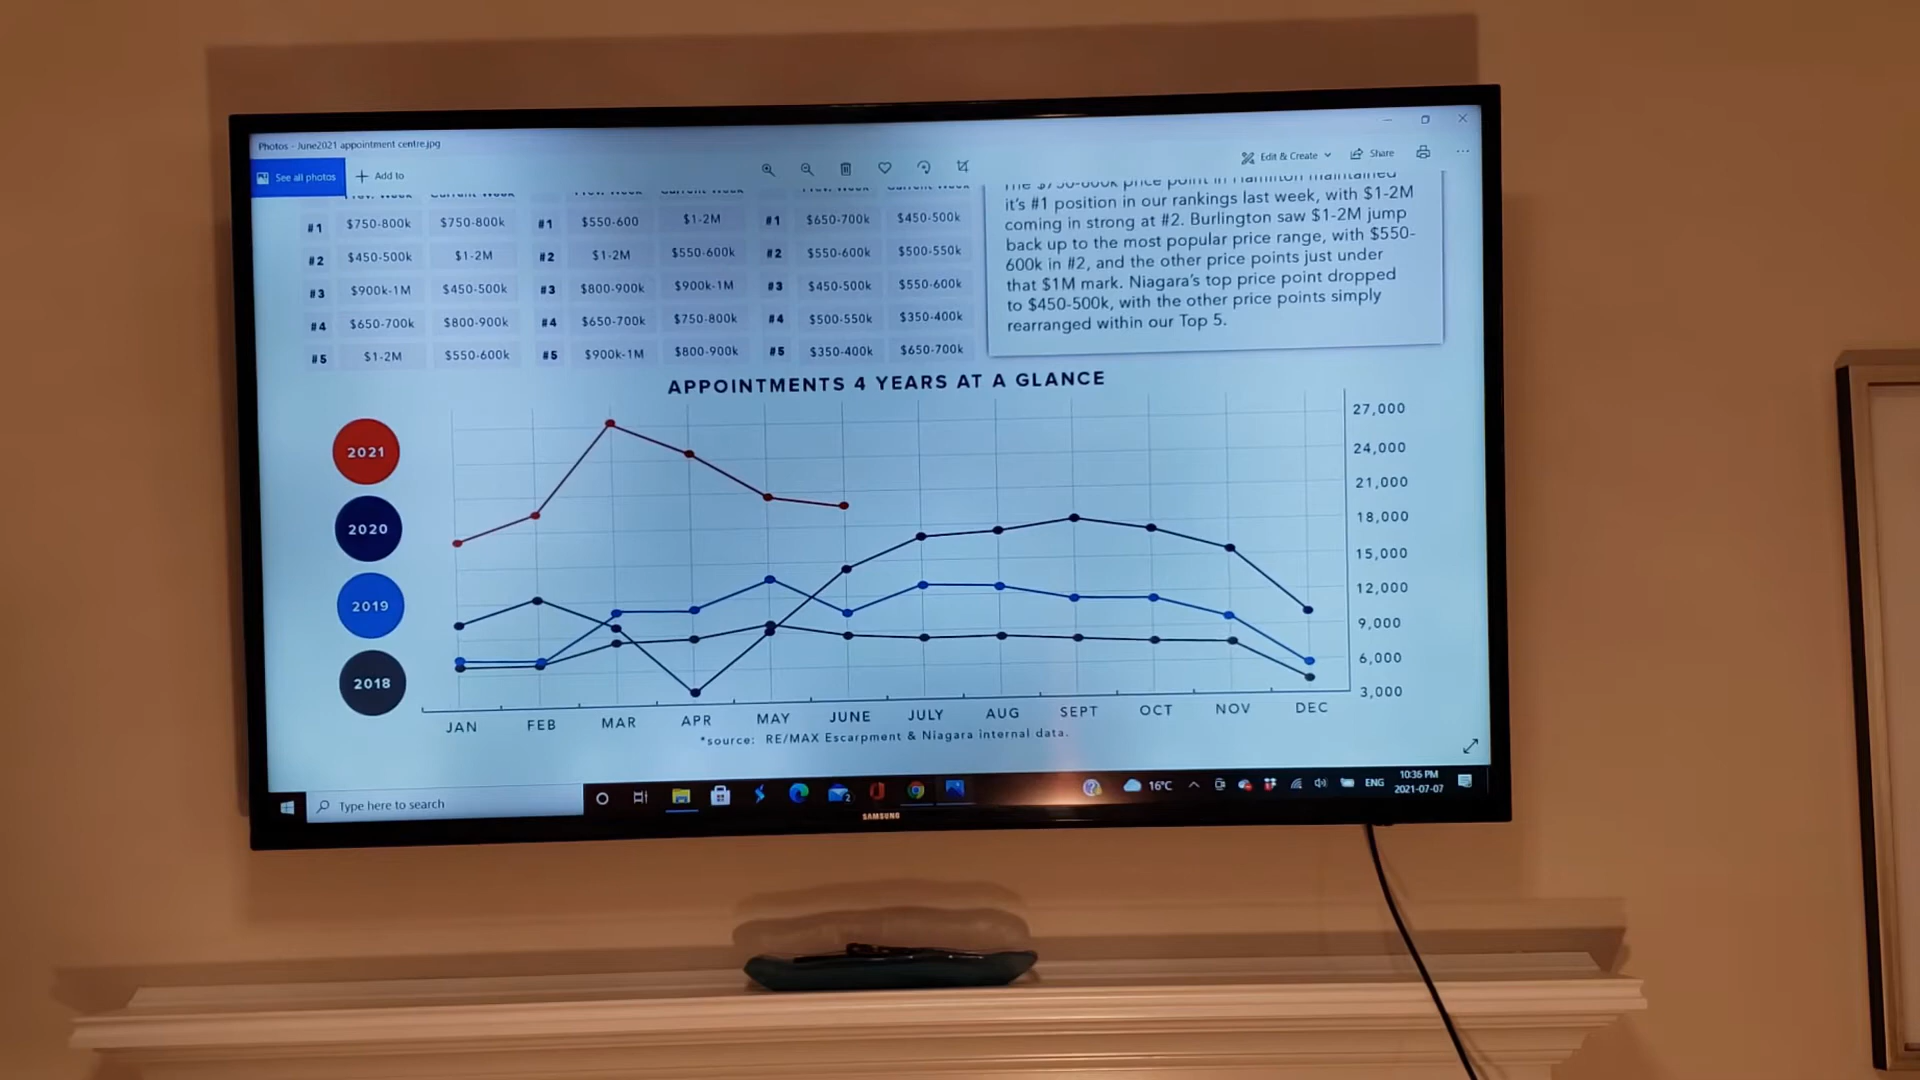 Photos - June2021 appointment centre.jpg
See all photos
Add to
Edit & Create
Share
#1 $750-800k $750-800k #1 $550-600 $1-2M #1 $650-700k $450-500k
#2 $450-500k $1-2M #2 $1-2M $550-600k #2 $550-600k $500-550k
#3 $900k-1M $450-500k #3 $800-900k $900k-1M #3 $450-500k $550-600k
#4 $650-700k $800-900k #4 $650-700k $750-800k #4 $500-550k $350-400k
#5 $1-2M $550-600k #5 $900k-1M $800-900k #5 $350-400k $650-700k
price point in Hamilton maintained
it's #1 position in our rankings last week, with $1-2M
coming in strong at #2. Burlington saw $1-2M jump
back up to the most popular price range, with $550-
600k in #2, and the other price points just under
that $1M mark. Niagara's top price point dropped
to $450-500k, with the other price points simply
rearranged within our Top 5.
APPOINTMENTS 4 YEARS AT A GLANCE
2021
2020
2019
2018
27,000
24,000
21,000
18,000
15,000
12,000
9,000
6,000
3,000
JAN FEB MAR APR MAY JUNE JULY AUG SEPT OCT NOV DEC
*source: RE/MAX Escarpment & Niagara internal data.
Type here to search
16°C
ENG
10:36 PM
2021-07-07
SAMSUNG